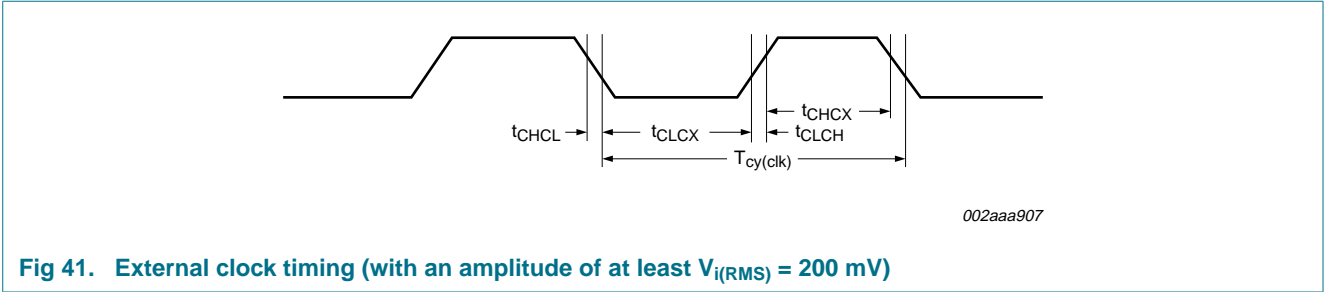 tCHCX
tCHCL
tCLCX
tCLCH
Tcy(clk)
002aaa907
Fig 41. External clock timing (with an amplitude of at least Vi(RMS) = 200 mV)